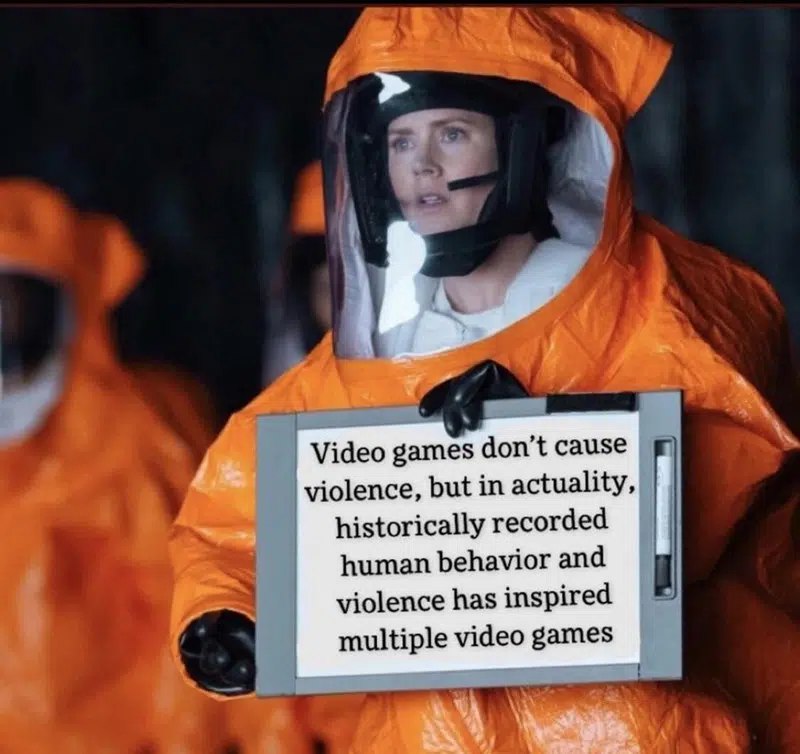 Video games don’t cause
violence, but in actuality,
historically recorded
human behavior and
violence has inspired
multiple video games